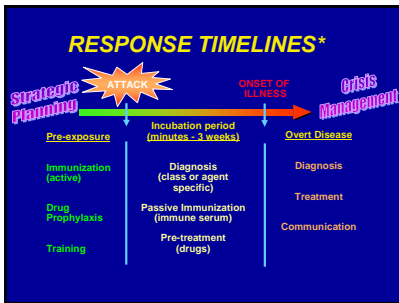 RESPONSE TIMELINES*
Strategic
Planning
ATTACK
ONSET OF
ILLNESS
Crisis
Management
Pre-exposure
Immunization
(active)
Drug
Prophylaxis
Training
Incubation period
(minutes - 3 weeks)
Diagnosis
(class or agent
specific)
Passive Immunization
(immune serum)
Pre-treatment
(drugs)
Overt Disease
Diagnosis
Treatment
Communication